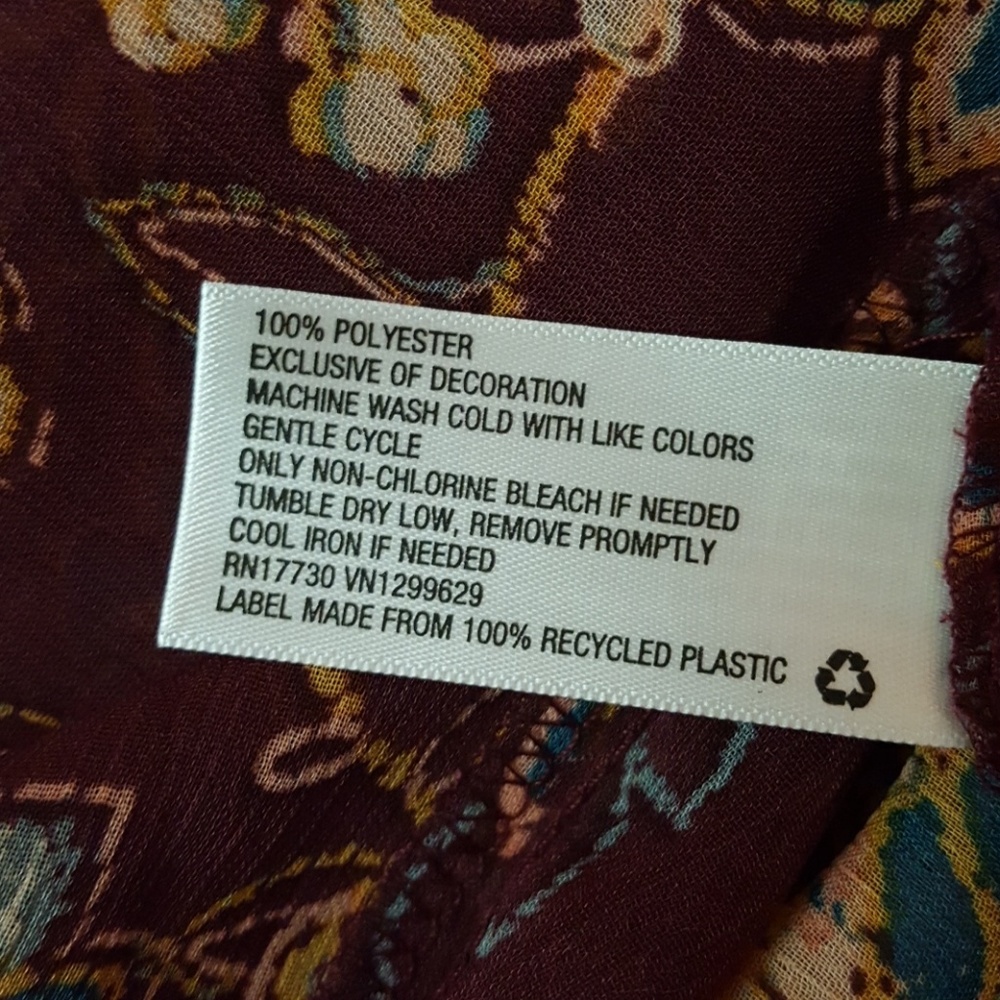 100% POLYESTER
EXCLUSIVE OF DECORATION
MACHINE WASH COLD WITH LIKE COLORS
GENTLE CYCLE
ONLY NON-CHLORINE BLEACH IF NEEDED
TUMBLE DRY LOW, REMOVE PROMPTLY
COOL IRON IF NEEDED
RN17730 VN1299629
LABEL MADE FROM 100% RECYCLED PLASTIC